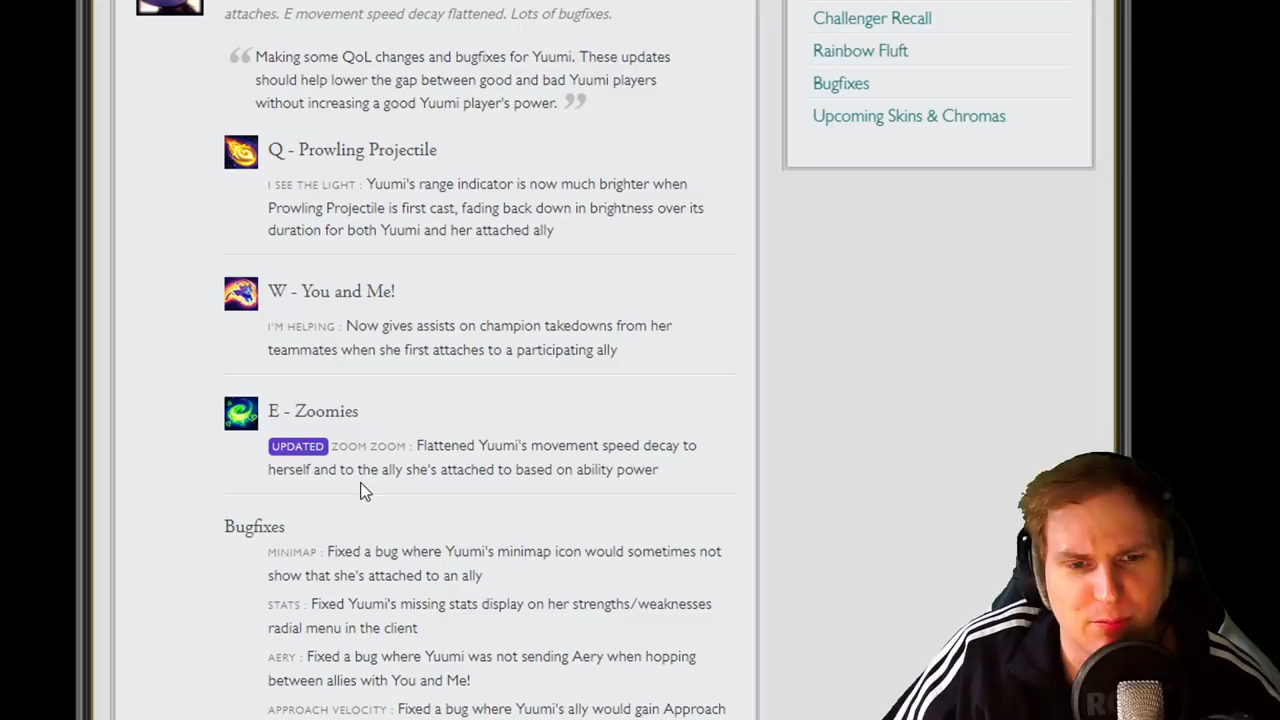 attaches. E movement speed decay flattened. Lots of bugfixes.
Challenger Recall
Rainbow Fluft
Bugfixes
Upcoming Skins & Chromas
“ Making some QoL changes and bugfixes for Yuumi. These updates
should help lower the gap between good and bad Yuumi players
without increasing a good Yuumi player's power. ”
Q - Prowling Projectile
I SEE THE LIGHT : Yuumi's range indicator is now much brighter when
Prowling Projectile is first cast, fading back down in brightness over its
duration for both Yuumi and her attached ally
W - You and Me!
I'M HELPING : Now gives assists on champion takedowns from her
teammates when she first attaches to a participating ally
E - Zoomies
UPDATED ZOOM ZOOM : Flattened Yuumi's movement speed decay to
herself and to the ally she's attached to based on ability power
Bugfixes
MINIMAP : Fixed a bug where Yuumi's minimap icon would sometimes not
show that she's attached to an ally
STATS : Fixed Yuumi's missing stats display on her strengths/weaknesses
radial menu in the client
AERY : Fixed a bug where Yuumi was not sending Aery when hopping
between allies with You and Me!
APPROACH VELOCITY : Fixed a bug where Yuumi's ally would gain Approach